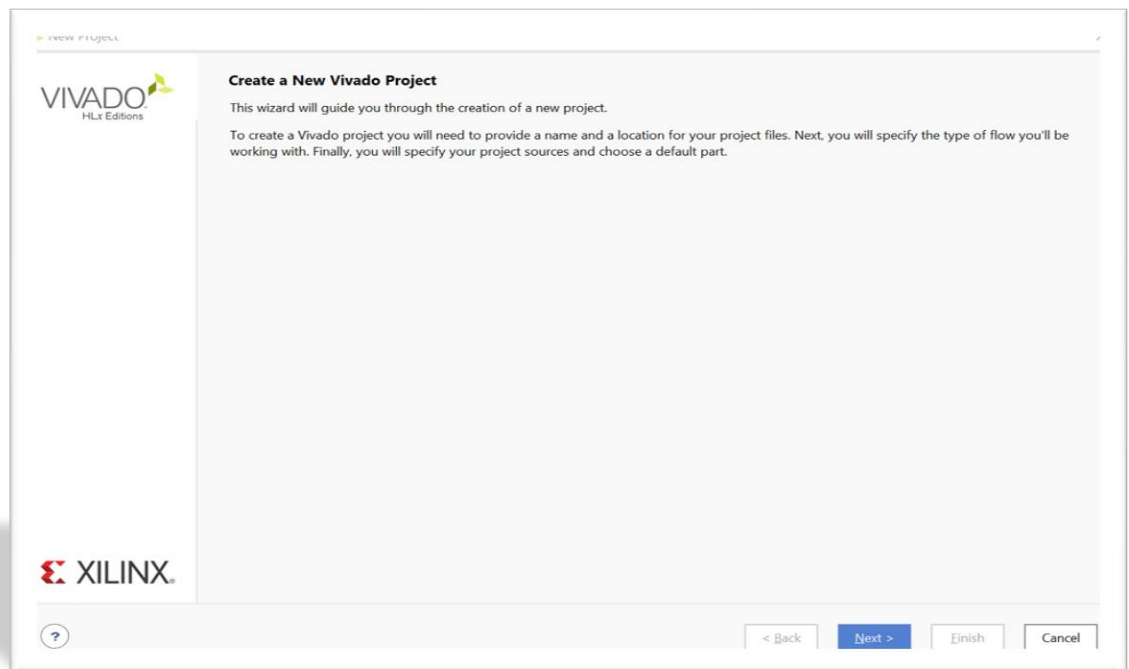 New Project
VIVADO
HLx Editions
Create a New Vivado Project
This wizard will guide you through the creation of a new project.
To create a Vivado project you will need to provide a name and a location for your project files. Next, you will specify the type of flow you'll be
working with. Finally, you will specify your project sources and choose a default part.
XILINX
?
< Back
Next >
Finish
Cancel